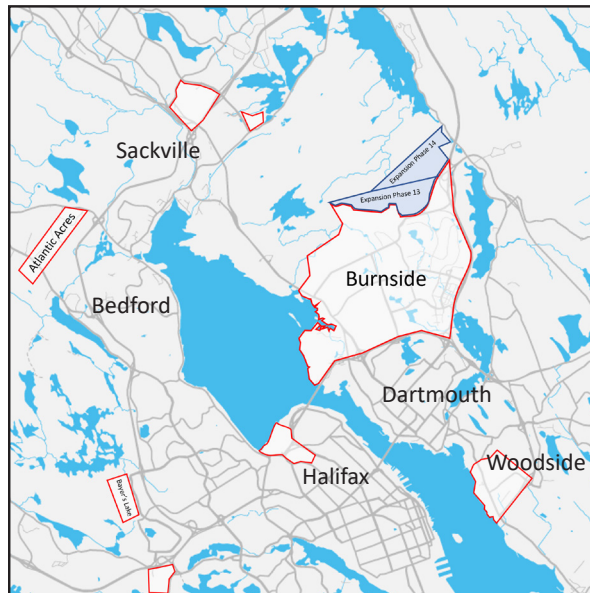 Sackville
Expansion Phase 14
Expansion Phase 13
Atlantic Acres
Burnside
Bedford
Dartmouth
Woodside
Halifax
Bayer's Lake